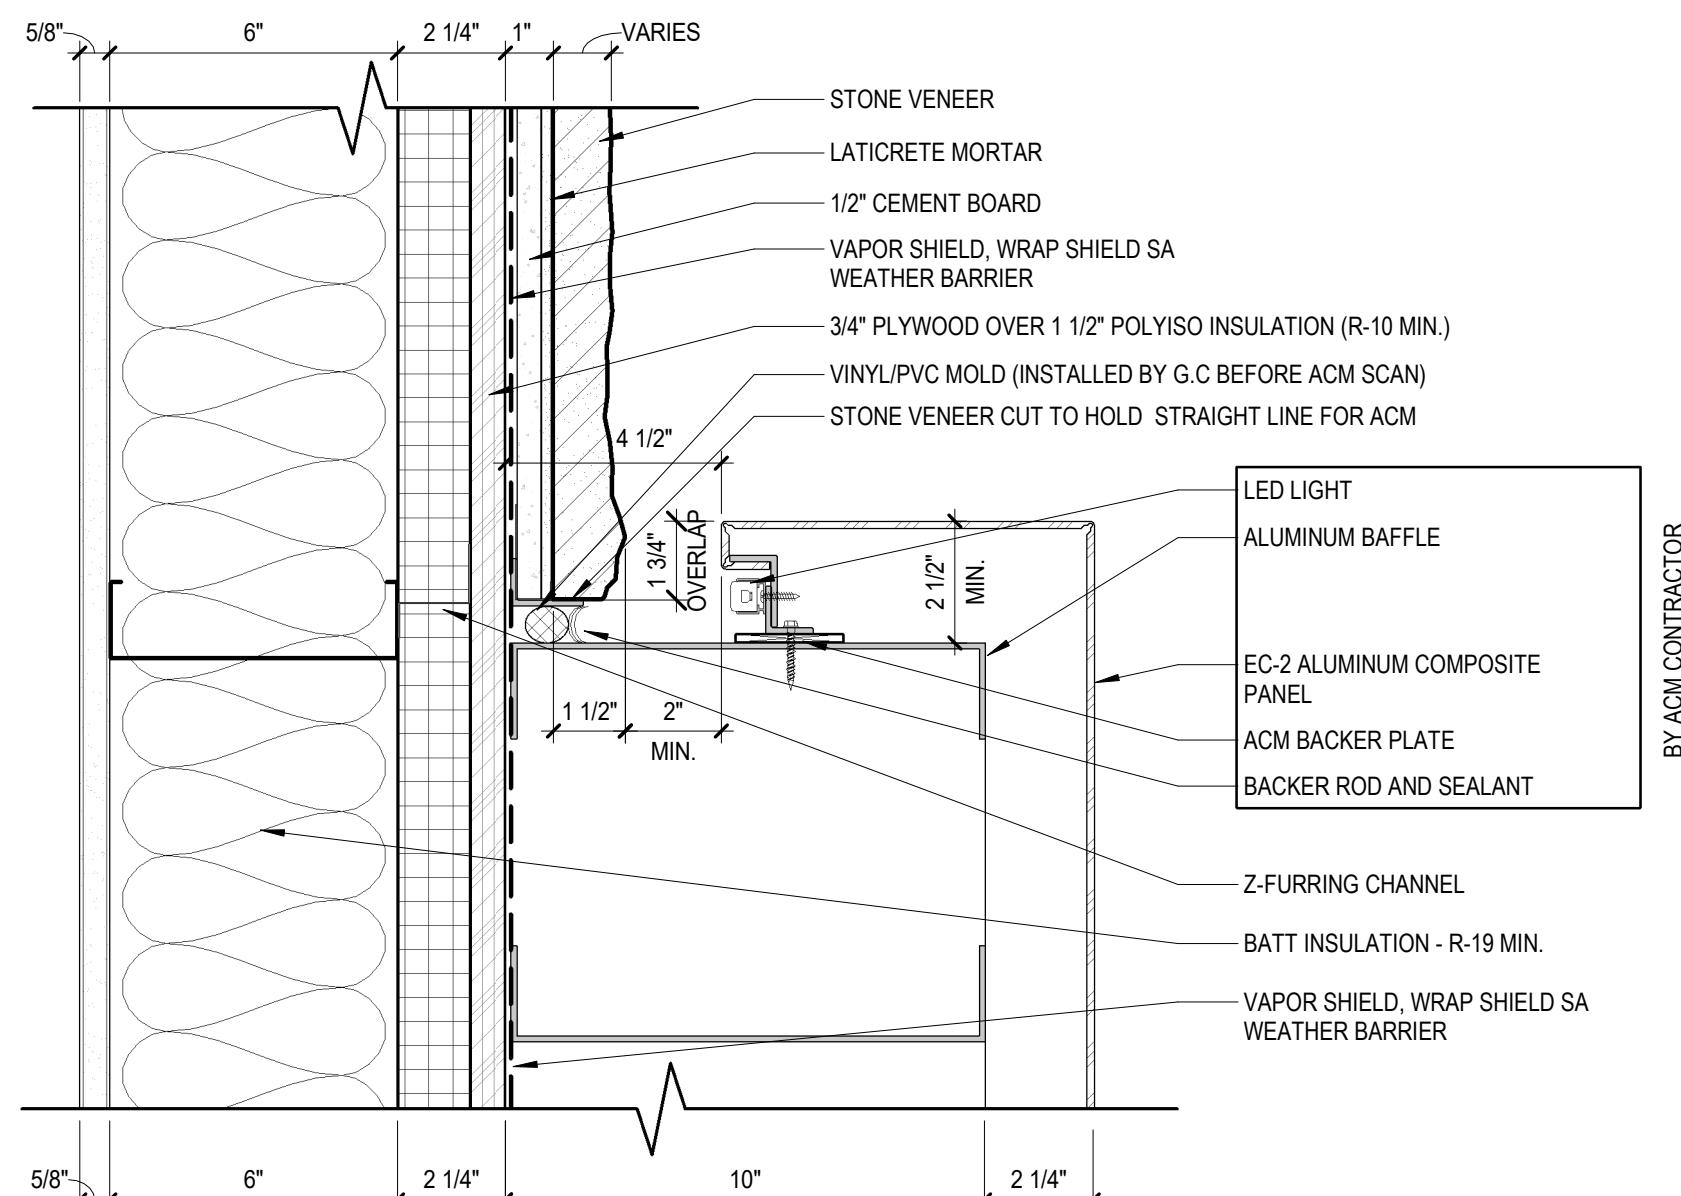 5/8"
6"
2 1/4"
1"
VARIES
STONE VENEER
LATICRETE MORTAR
1/2" CEMENT BOARD
VAPOR SHIELD, WRAP SHIELD SA
WEATHER BARRIER
3/4" PLYWOOD OVER 1 1/2" POLYISO INSULATION (R-10 MIN.)
VINYL/PVC MOLD (INSTALLED BY G.C BEFORE ACM SCAN)
STONE VENEER CUT TO HOLD STRAIGHT LINE FOR ACM
4 1/2"
1 3/4"
OVERLAP
2 1/2"
MIN.
LED LIGHT
ALUMINUM BAFFLE
EC-2 ALUMINUM COMPOSITE
PANEL
ACM BACKER PLATE
BACKER ROD AND SEALANT
BY ACM CONTRACTOR
1 1/2"
2"
MIN.
Z-FURRING CHANNEL
BATT INSULATION - R-19 MIN.
VAPOR SHIELD, WRAP SHIELD SA
WEATHER BARRIER
5/8"
6"
2 1/4"
10"
2 1/4"